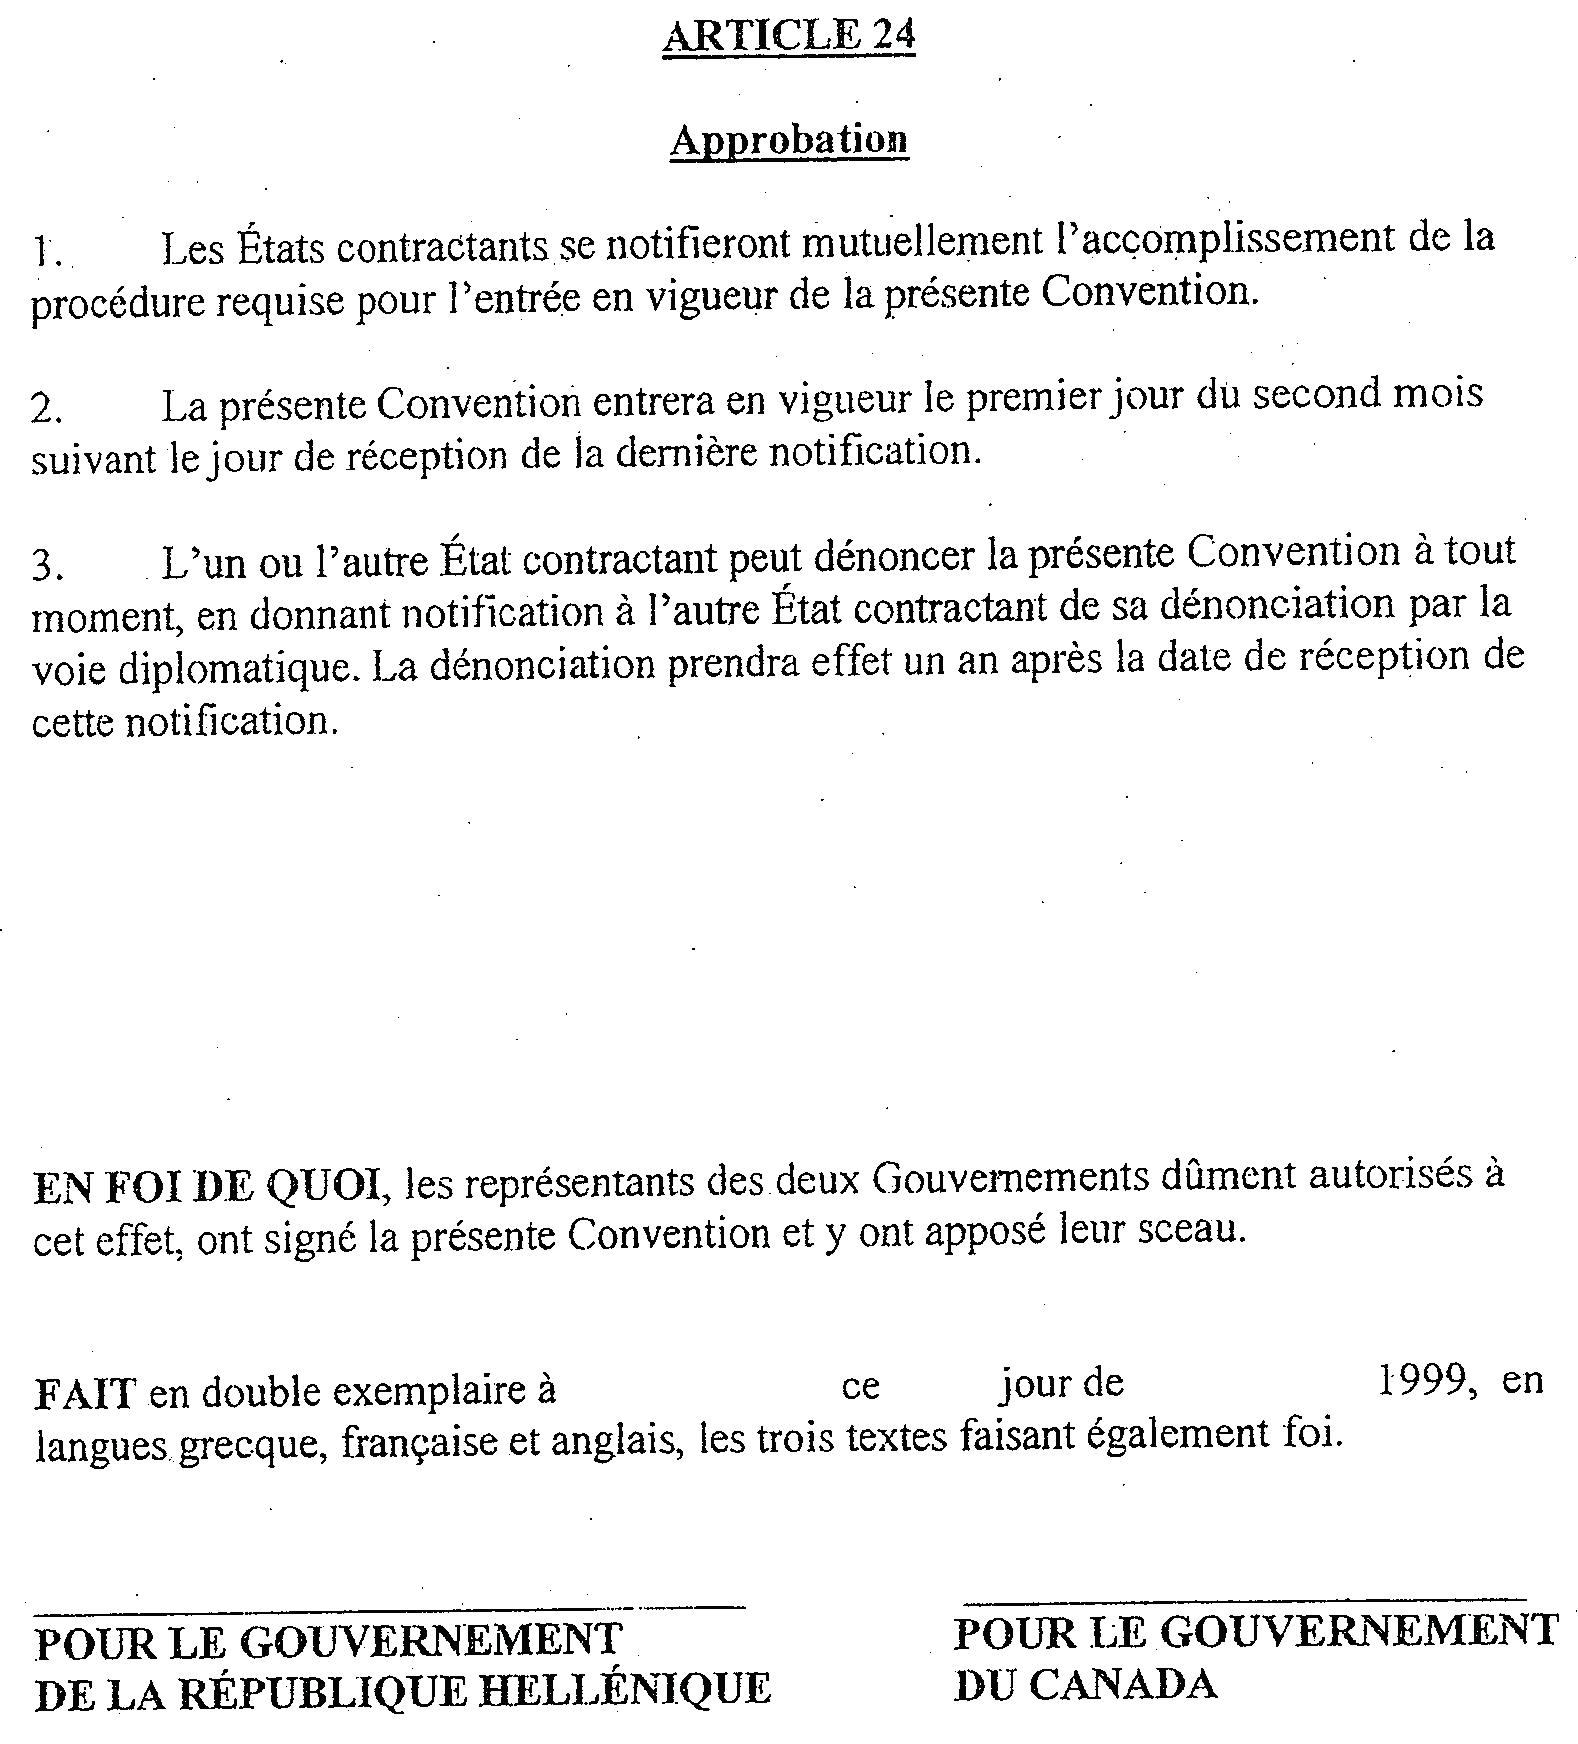 ARTICLE 24
Approbation
1. Les États contractants se notifieront mutuellement l'accomplissement de la
procédure requise pour l'entrée en vigueur de la présente Convention.
2. La présente Convention entrera en vigueur le premier jour du second mois
suivant le jour de réception de la dernière notification.
3. L'un ou l'autre État contractant peut dénoncer la présente Convention à tout
moment, en donnant notification à l'autre État contractant de sa dénonciation par la
voie diplomatique. La dénonciation prendra effet un an après la date de réception de
cette notification.
EN FOI DE QUOI, les représentants des deux Gouvernements dûment autorisés à
cet effet, ont signé la présente Convention et y ont apposé leur sceau.
FAIT en double exemplaire à ce jour de 1999, en
langues grecque, française et anglais, les trois textes faisant également foi.
POUR LE GOUVERNEMENT
DE LA RÉPUBLIQUE HELLÉNIQUE
POUR LE GOUVERNEMENT
DU CANADA